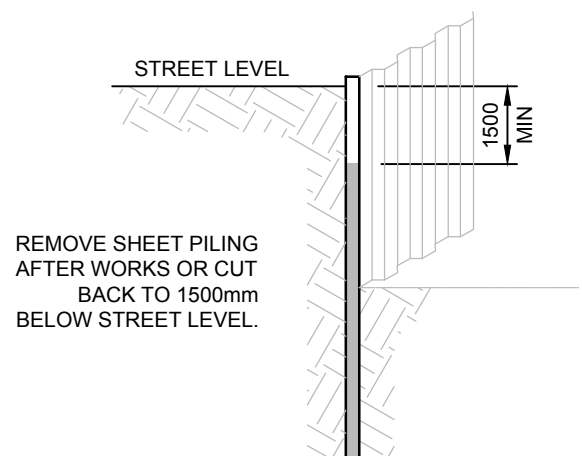 STREET LEVEL
1500
MIN
REMOVE SHEET PILING
AFTER WORKS OR CUT
BACK TO 1500mm
BELOW STREET LEVEL.